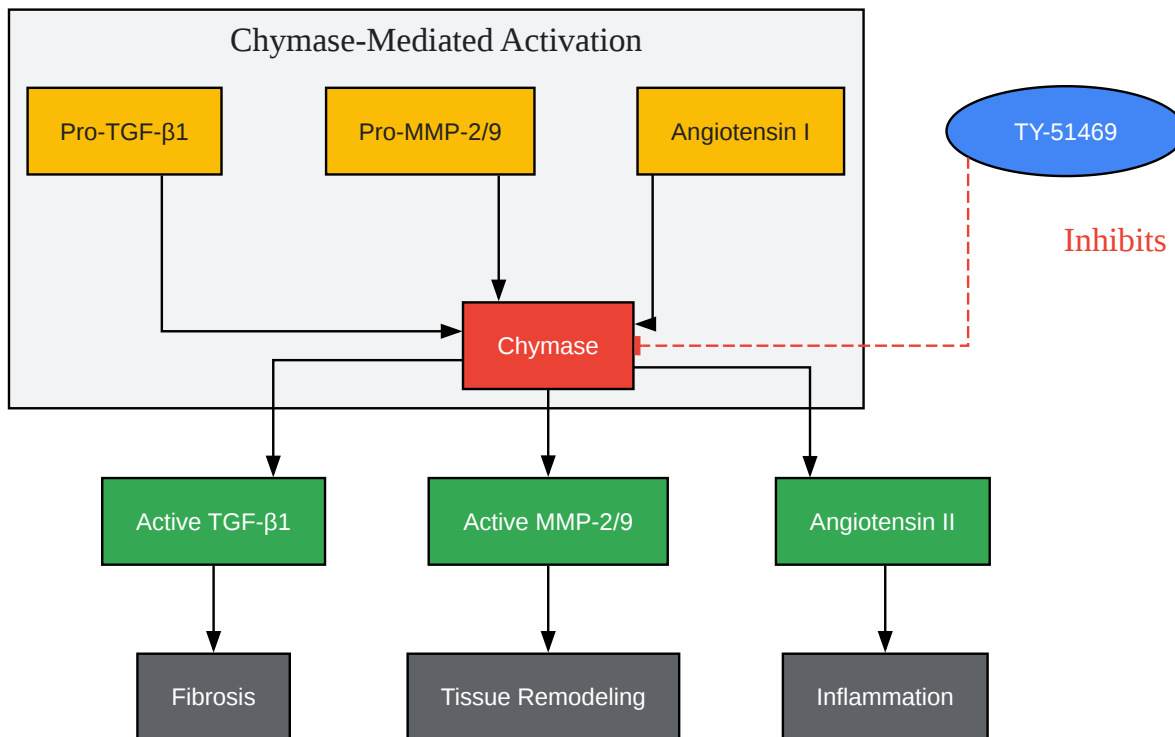 Chymase-Mediated Activation
Pro-TGF-β1
Pro-MMP-2/9
Angiotensin I
TY-51469
Inhibits
Chymase
Active TGF-β1
Active MMP-2/9
Angiotensin II
Fibrosis
Tissue Remodeling
Inflammation